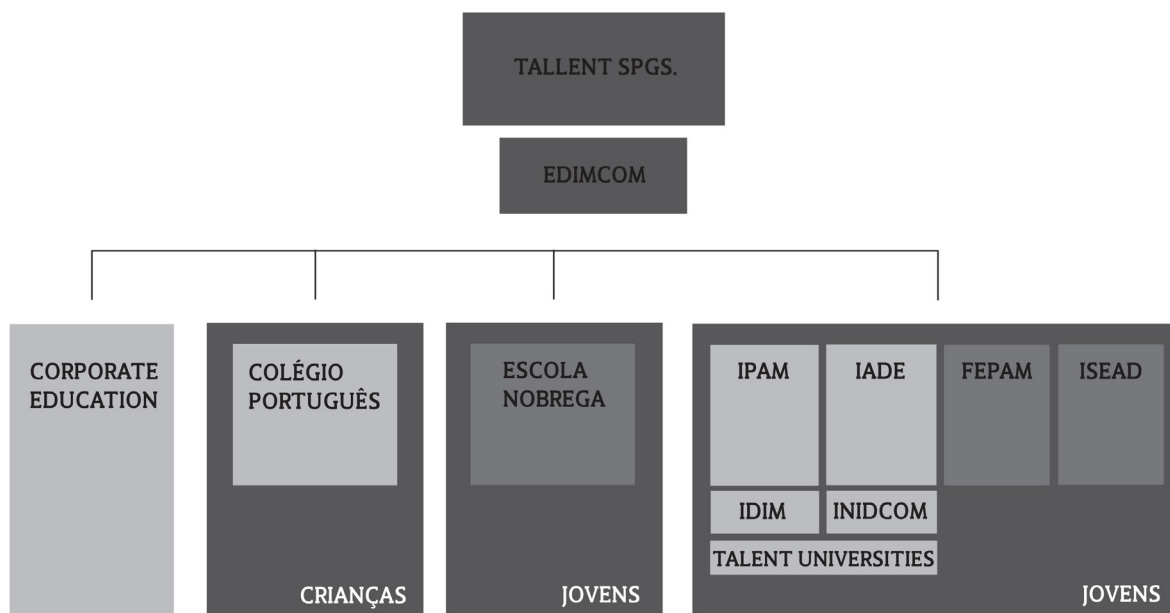 TALLENT SPGS.
EDIMCOM
CORPORATE
EDUCATION
COLÉGIO
PORTUGUÊS
CRIANÇAS
ESCOLA
NOBREGA
JOVENS
IPAM
IADE
FEPAM
ISEAD
IDIM
INIDCOM
TALENT UNIVERSITIES
JOVENS